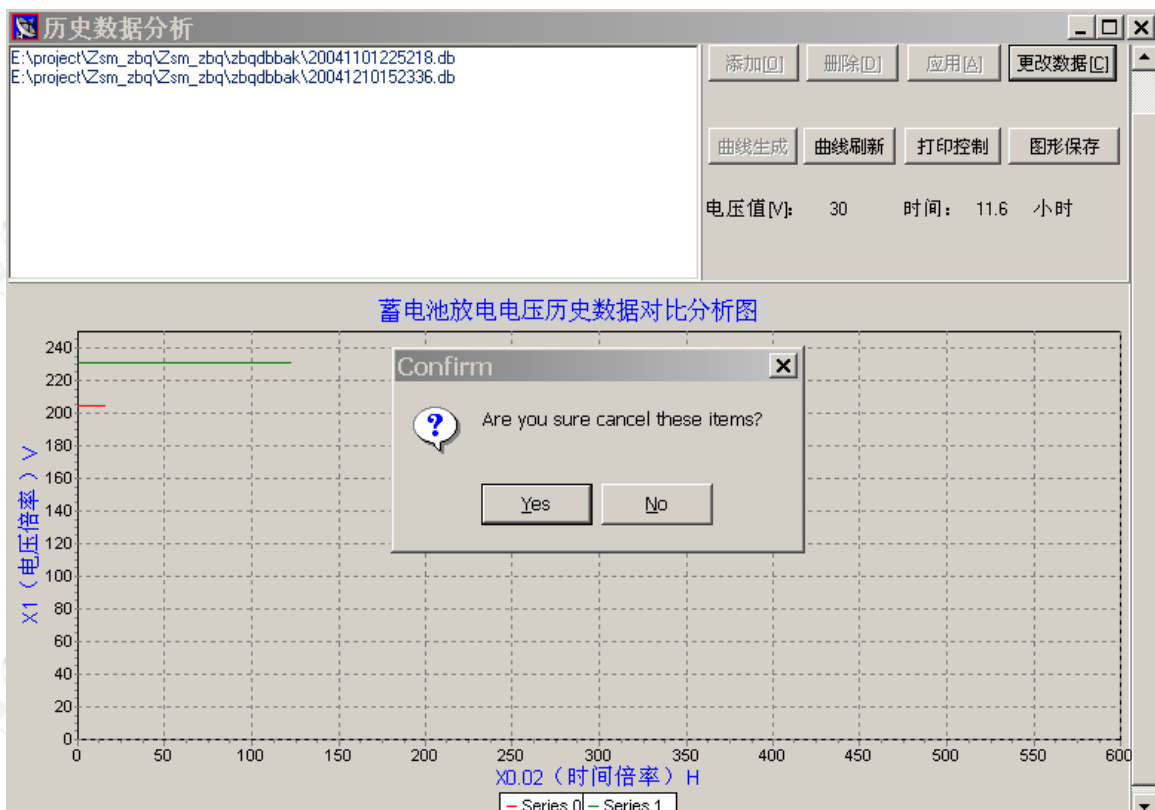 历史数据分析
E:\project\Zsm_zbq\Zsm_zbq\zbqdbbak\20041101225218.db
E:\project\Zsm_zbq\Zsm_zbq\zbqdbbak\20041210152336.db
添加[O] 删除[D] 应用[A] 更改数据[C]
曲线生成 曲线刷新 打印控制 图形保存
电压值[V]: 30 时间: 11.6 小时
蓄电池放电电压历史数据对比分析图
Confirm
Are you sure cancel these items?
Yes No
X1（电压倍率）V
240
220
200
180
160
140
120
100
80
60
40
20
0
0 50 100 150 200 250 300 350 400 450 500 550 600
X0.02（时间倍率）H
Series 0 Series 1